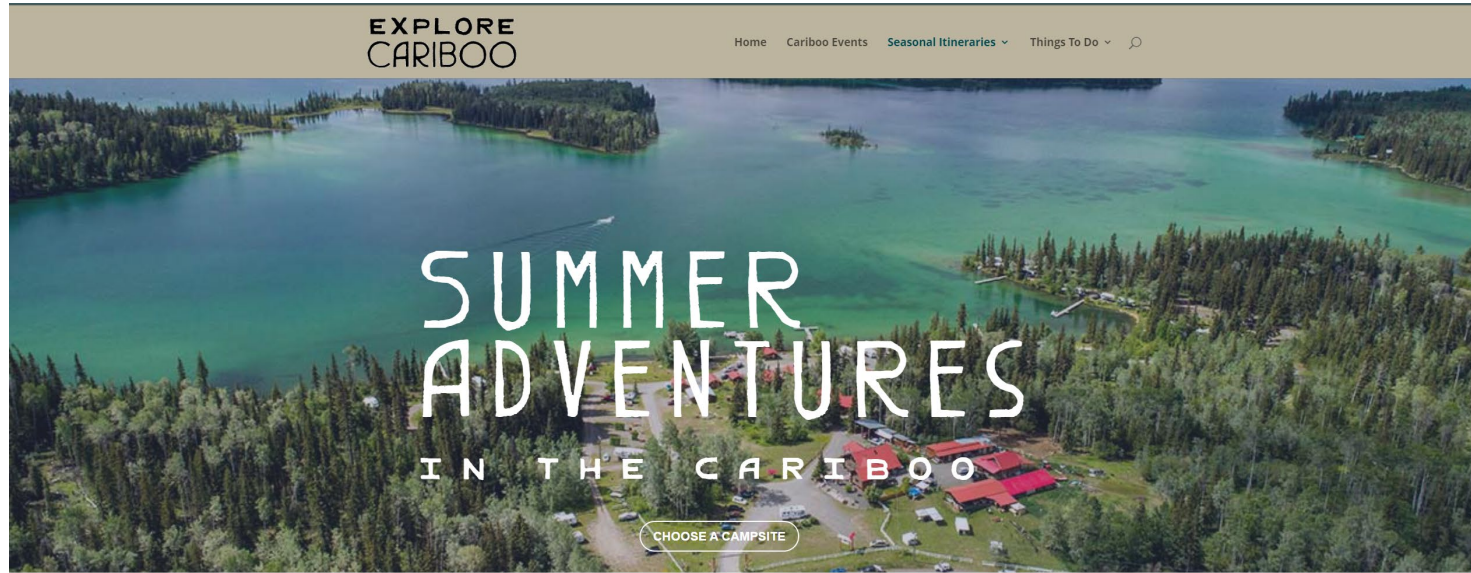 EXPLORE
CARIBOO
Home Cariboo Events Seasonal Itineraries Things To Do
SUMMER
ADVENTURES
IN THE CARIBOO
CHOOSE A CAMPSITE